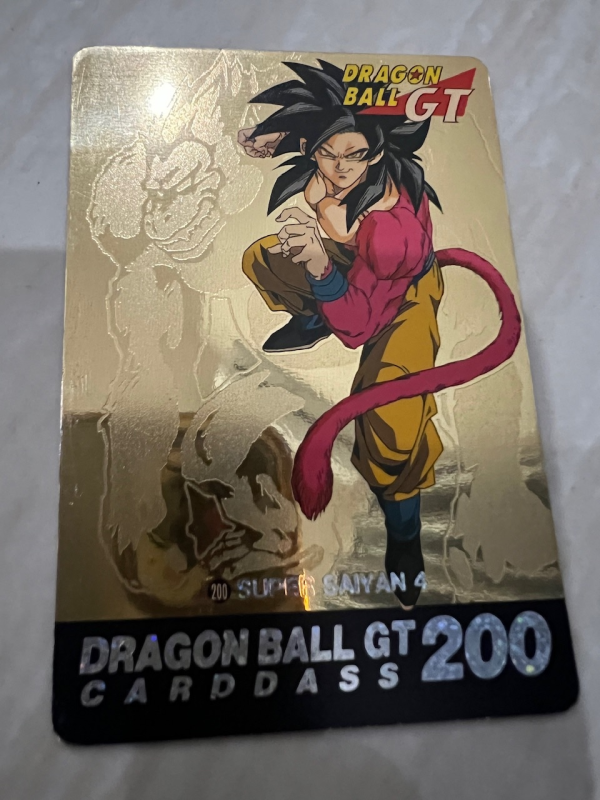 DRAGON
BALL GT
200 SUPER SAIYAN 4
DRAGON BALL GT 200
CARDDASS